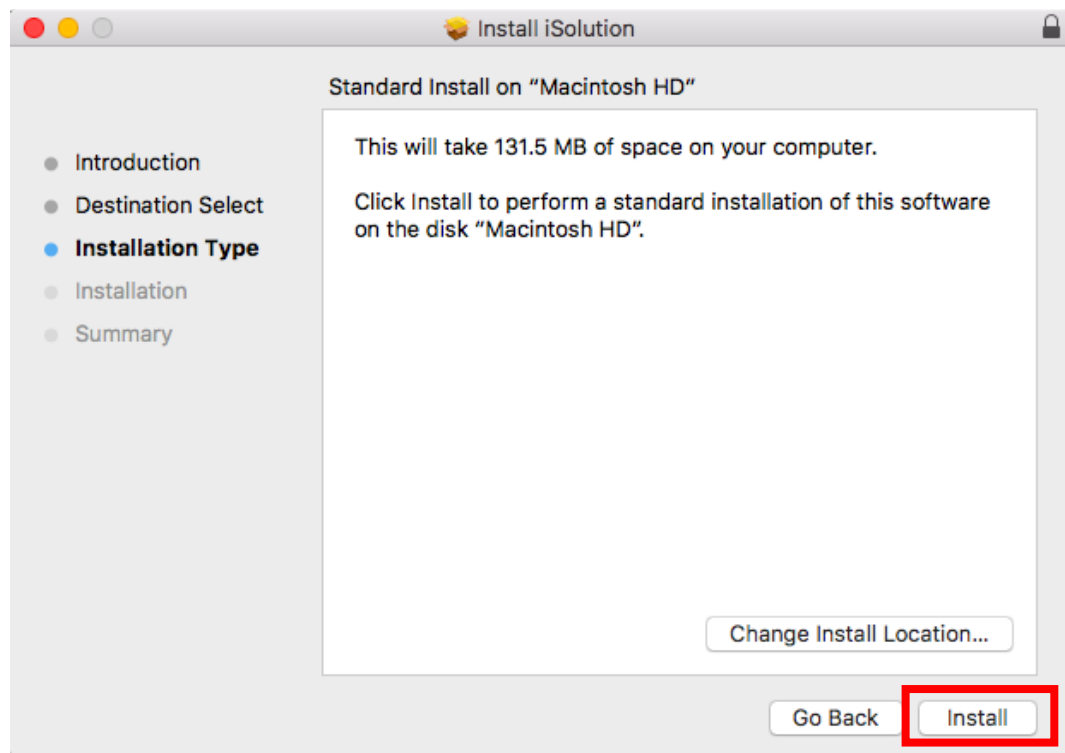 Install iSolution
Standard Install on “Macintosh HD”
Introduction
Destination Select
Installation Type
Installation
Summary
This will take 131.5 MB of space on your computer.
Click Install to perform a standard installation of this software
on the disk “Macintosh HD”.
Change Install Location...
Go Back
Install